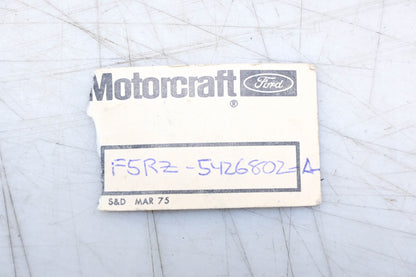 Motorcraft Ford
®
F5RZ-5426802-A
S&D MAR 75